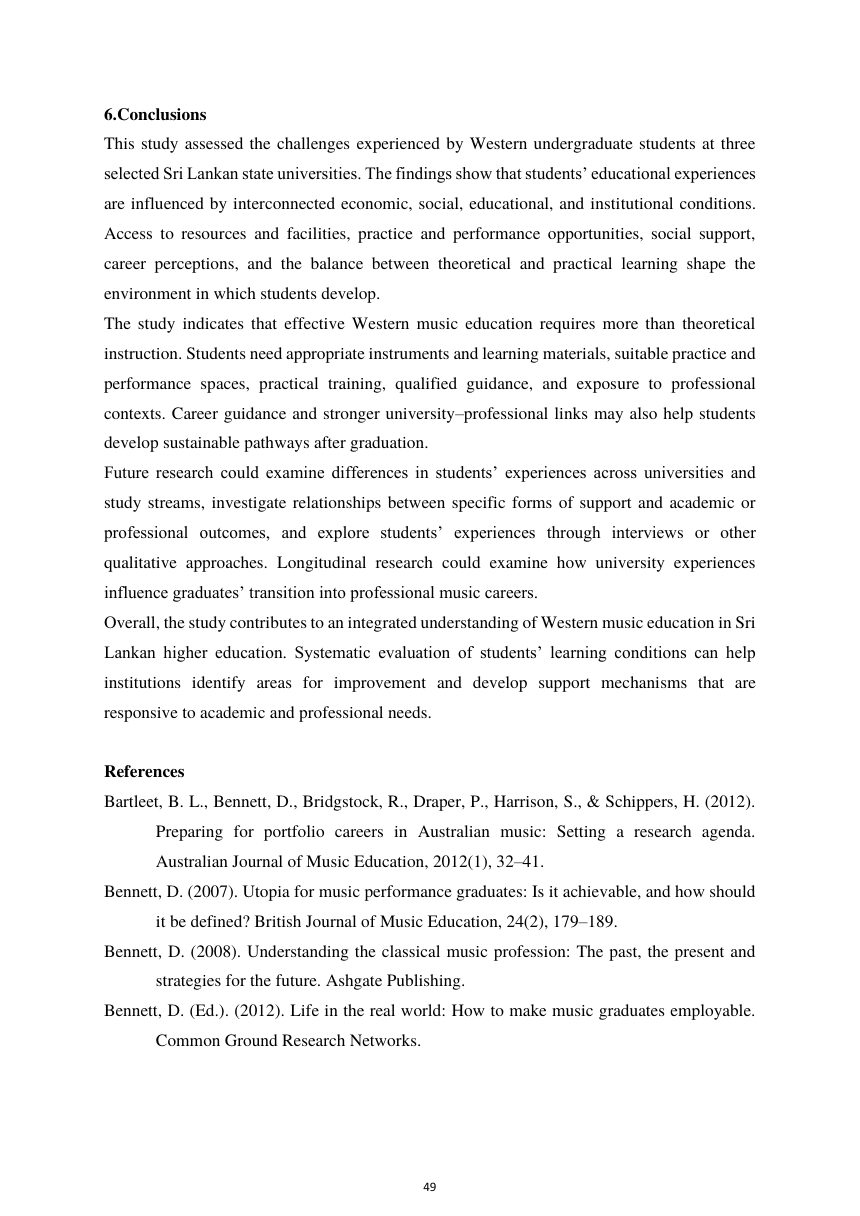 6.Conclusions
This study assessed the challenges experienced by Western undergraduate students at three
selected Sri Lankan state universities. The findings show that students’ educational experiences
are influenced by interconnected economic, social, educational, and institutional conditions.
Access to resources and facilities, practice and performance opportunities, social support,
career perceptions, and the balance between theoretical and practical learning shape the
environment in which students develop.
The study indicates that effective Western music education requires more than theoretical
instruction. Students need appropriate instruments and learning materials, suitable practice and
performance spaces, practical training, qualified guidance, and exposure to professional
contexts. Career guidance and stronger university–professional links may also help students
develop sustainable pathways after graduation.
Future research could examine differences in students’ experiences across universities and
study streams, investigate relationships between specific forms of support and academic or
professional outcomes, and explore students’ experiences through interviews or other
qualitative approaches. Longitudinal research could examine how university experiences
influence graduates’ transition into professional music careers.
Overall, the study contributes to an integrated understanding of Western music education in Sri
Lankan higher education. Systematic evaluation of students’ learning conditions can help
institutions identify areas for improvement and develop support mechanisms that are
responsive to academic and professional needs.
References
Bartleet, B. L., Bennett, D., Bridgstock, R., Draper, P., Harrison, S., & Schippers, H. (2012).
Preparing for portfolio careers in Australian music: Setting a research agenda.
Australian Journal of Music Education, 2012(1), 32–41.
Bennett, D. (2007). Utopia for music performance graduates: Is it achievable, and how should
it be defined? British Journal of Music Education, 24(2), 179–189.
Bennett, D. (2008). Understanding the classical music profession: The past, the present and
strategies for the future. Ashgate Publishing.
Bennett, D. (Ed.). (2012). Life in the real world: How to make music graduates employable.
Common Ground Research Networks.
49